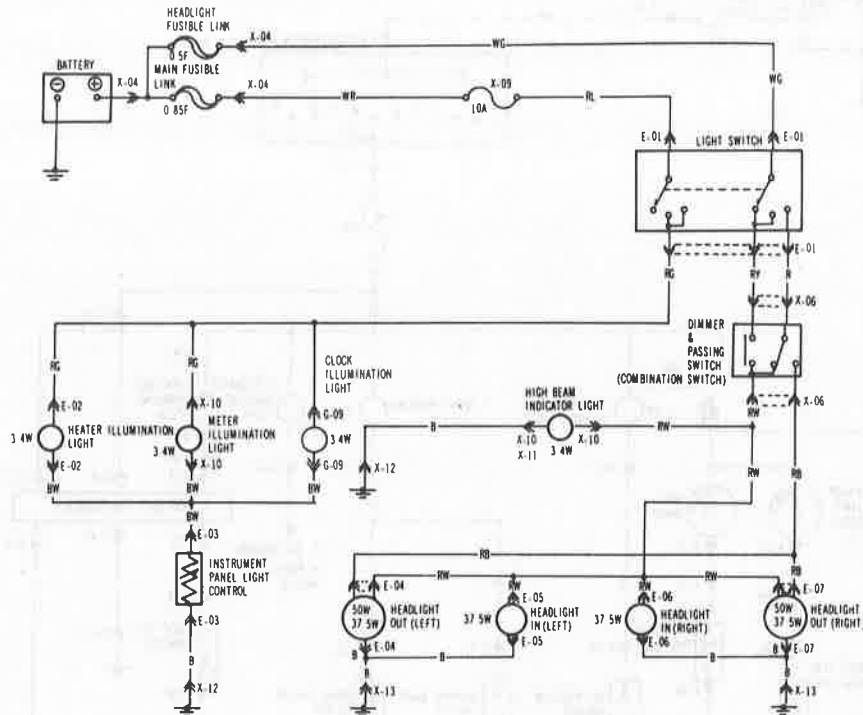 HEADLIGHT
FUSIBLE LINK
0 5F
X-04
WG
BATTERY
X-04
MAIN FUSIBLE
LINK
0 85F
X-04
WR
X-09
10A
RL
WG
E-01
LIGHT SWITCH
E-01
E-01
RG
RY
R
X-06
DIMMER
&
PASSING
SWITCH
(COMBINATION SWITCH)
X-06
RW
RG
RG
CLOCK
ILLUMINATION
LIGHT
E-02
X-10
G-09
3 4W
HEATER ILLUMINATION
LIGHT
3 4W
METER
ILLUMINATION
LIGHT
3 4W
E-02
X-10
G-09
BW
BW
BW
BW
HIGH BEAM
INDICATOR LIGHT
B
X-10
X-11
3 4W
X-10
RW
X-12
RW
RB
E-03
INSTRUMENT
PANEL LIGHT
CONTROL
E-03
B
X-12
RB
RB
RW
RW
RW
RW
E-04
50W
37 5W
HEADLIGHT
OUT (LEFT)
E-04
B
B
B
X-13
E-05
37 5W
HEADLIGHT
IN (LEFT)
E-05
E-06
37 5W
HEADLIGHT
IN (RIGHT)
E-06
B
E-07
50W
37 5W
HEADLIGHT
OUT (RIGHT)
B
E-07
B
X-13